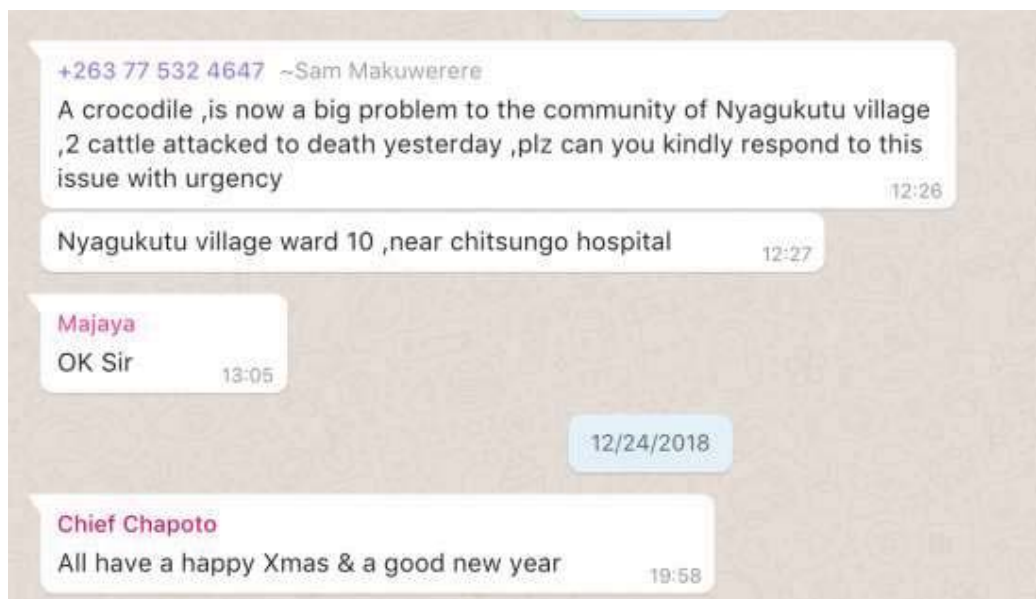 +263 77 532 4647 ~Sam Makuwerere
A crocodile ,is now a big problem to the community of Nyagukutu village
,2 cattle attacked to death yesterday ,plz can you kindly respond to this
issue with urgency
12:26
Nyagukutu village ward 10 ,near chitsungo hospital
12:27
Majaya
OK Sir
13:05
12/24/2018
Chief Chapoto
All have a happy Xmas & a good new year
19:58